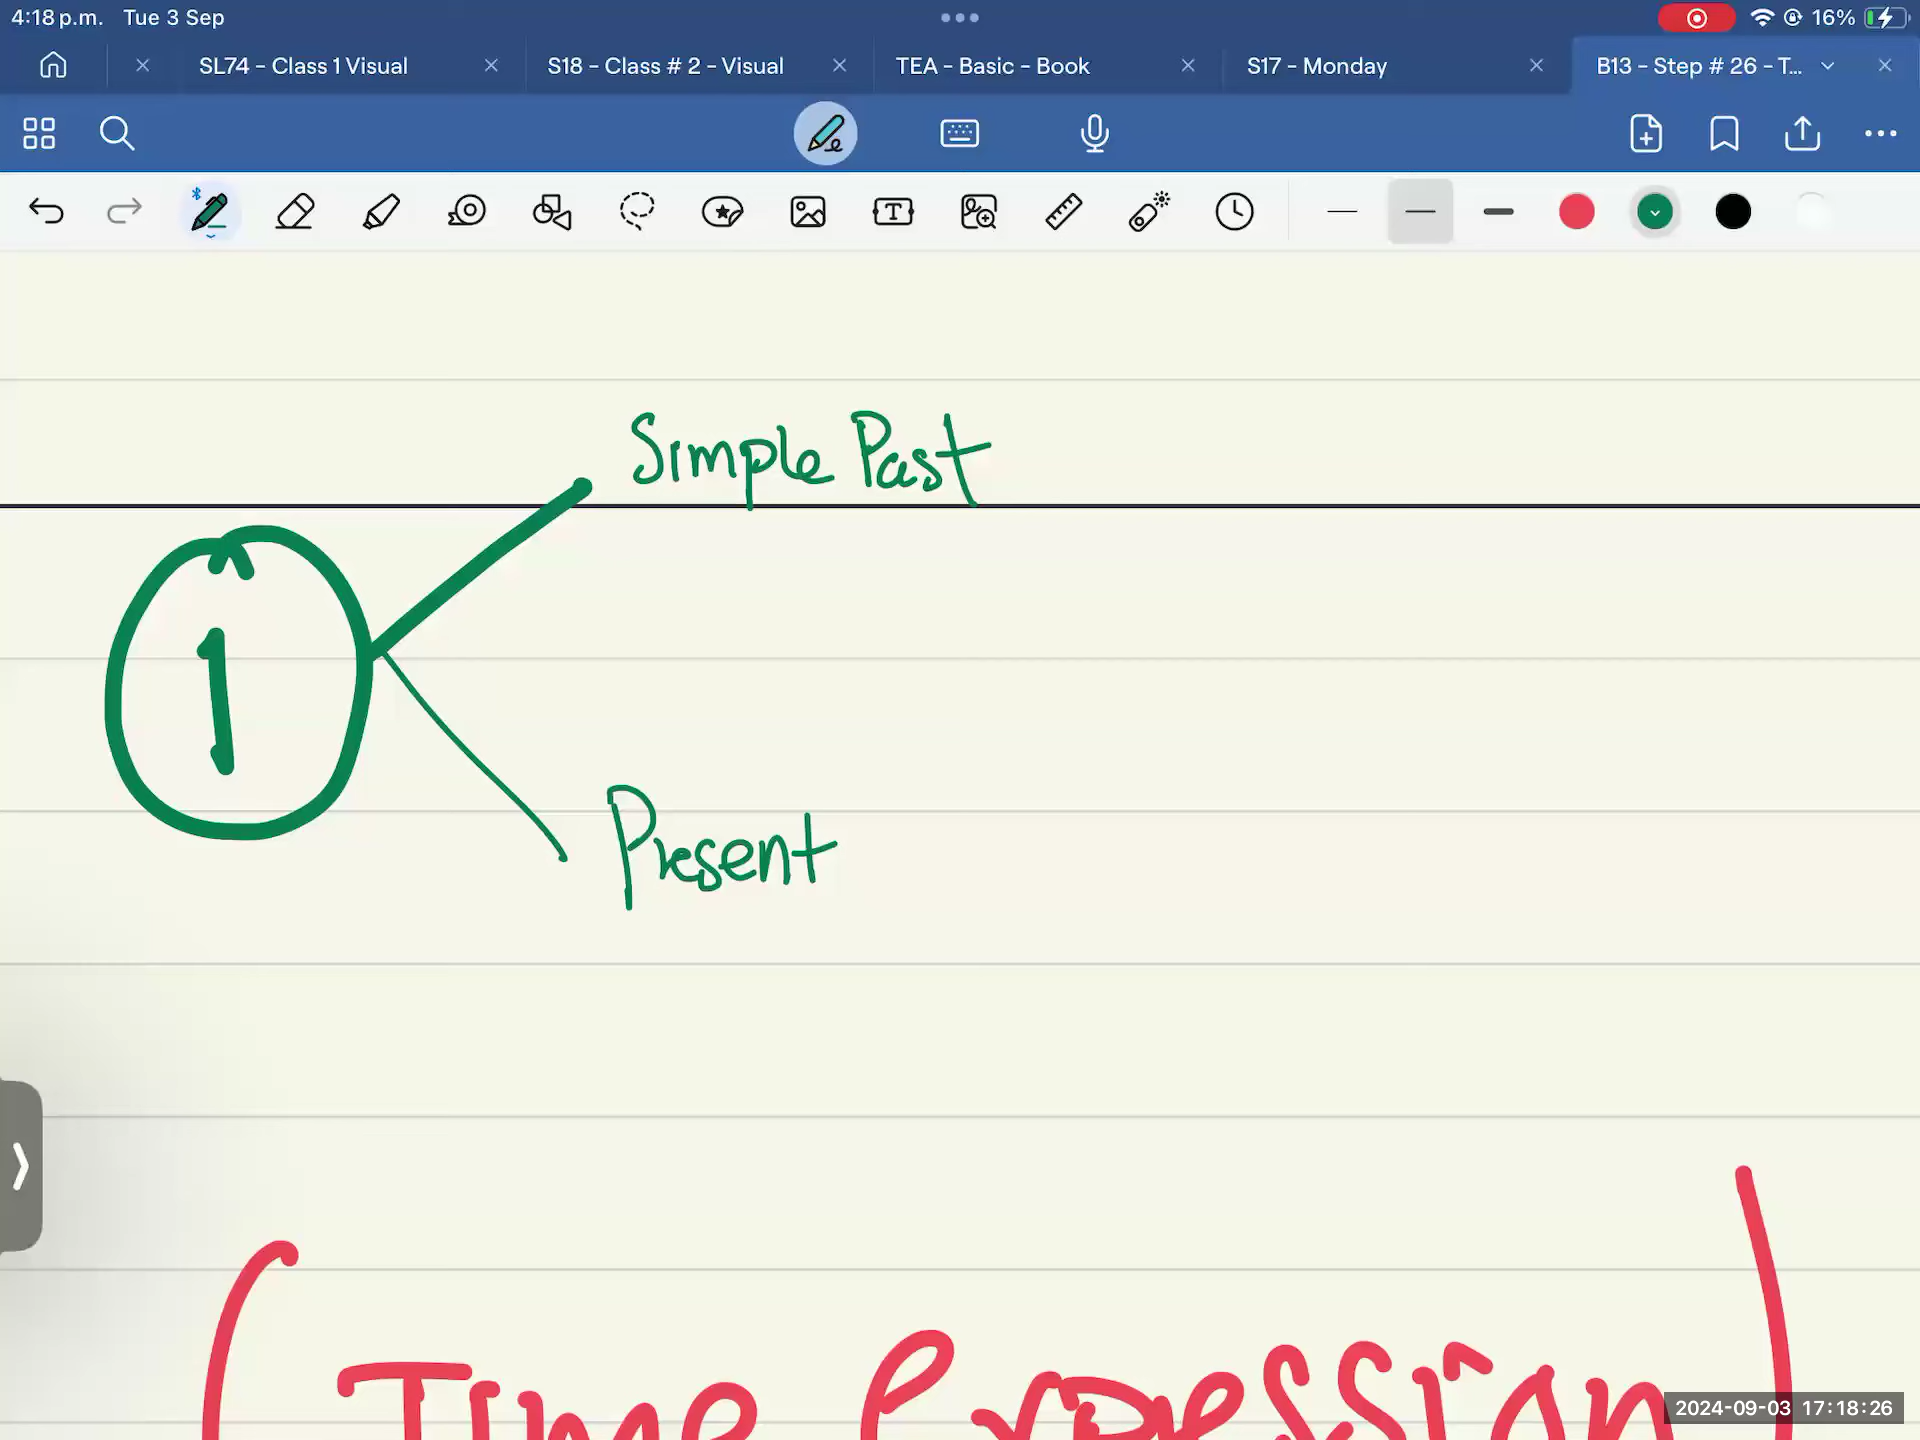 4:18 p.m. Tue 3 Sep
16%
SL74 - Class 1 Visual
S18 - Class # 2 - Visual
TEA - Basic - Book
S17 - Monday
B13 - Step # 26 - T...
Simple Past
1
Present
Time Expression
2024-09-03 17:18:26